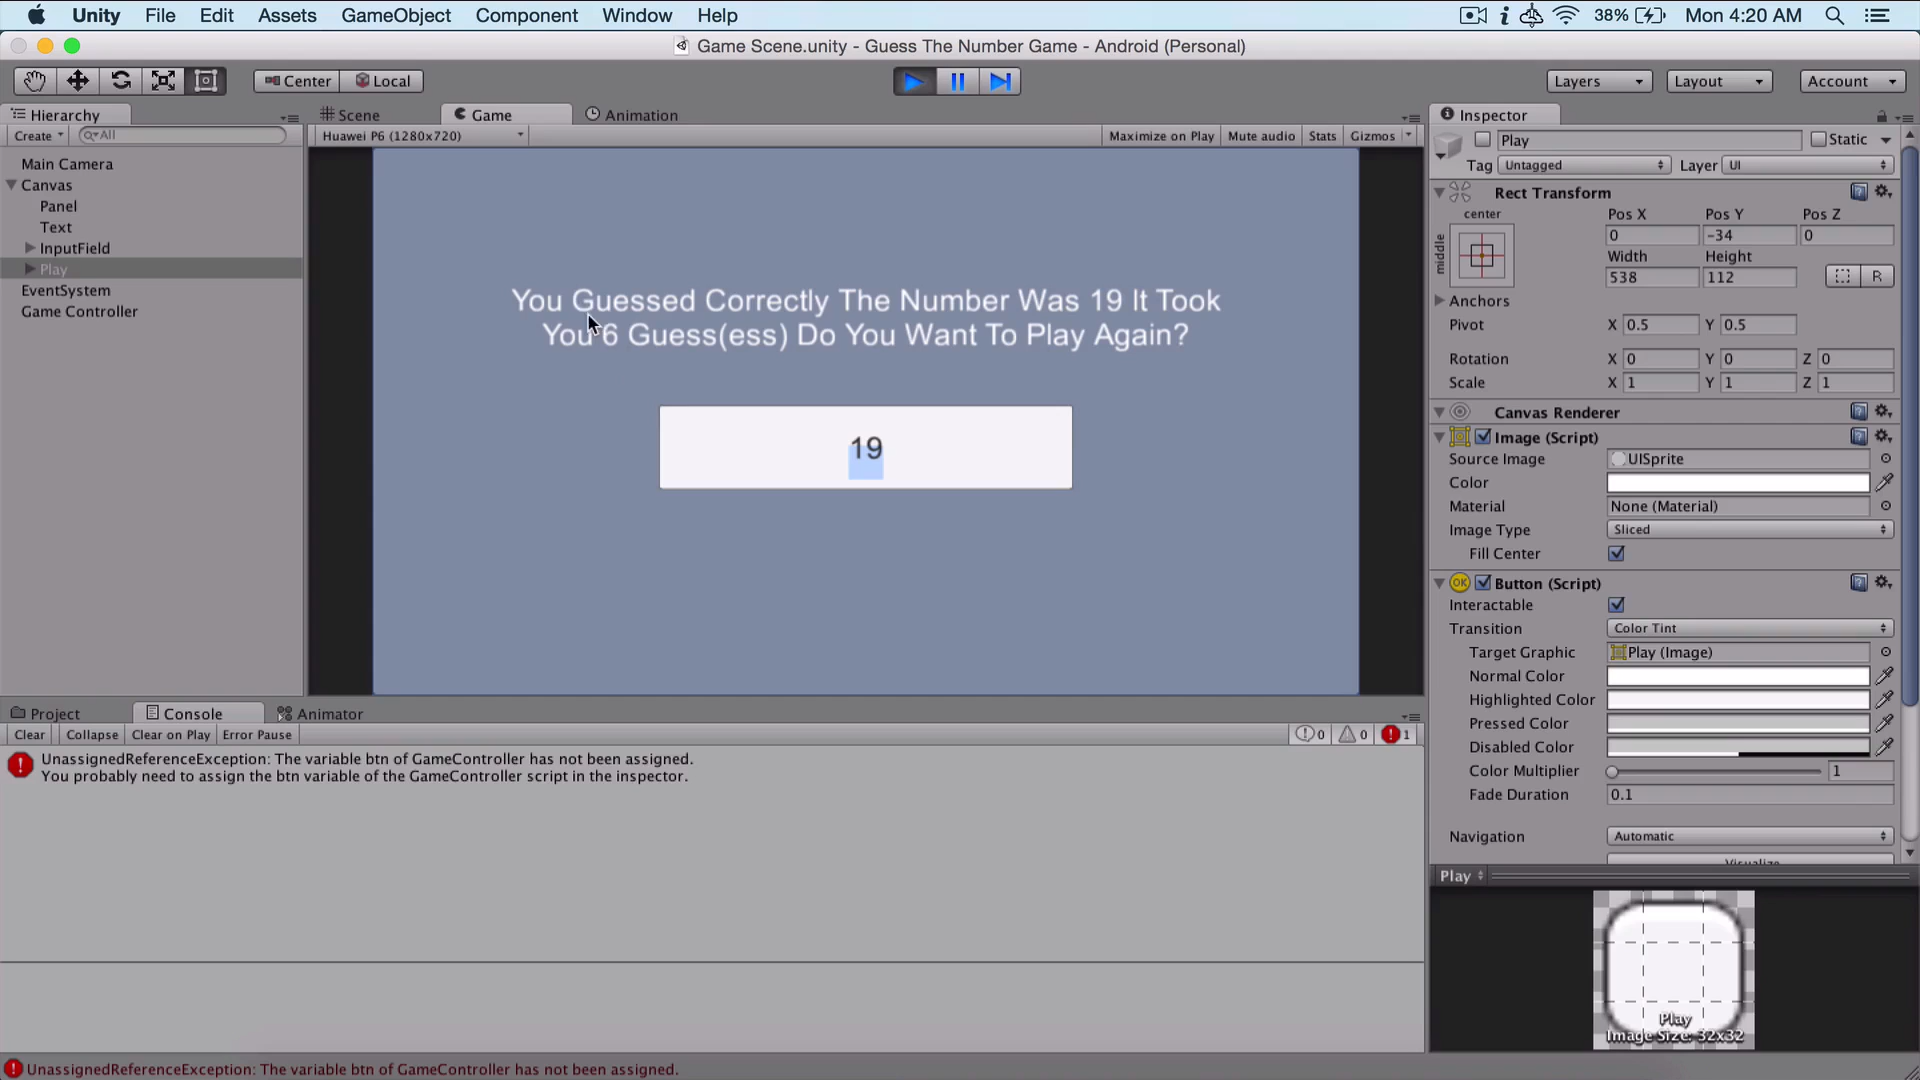 Unity File Edit Assets GameObject Component Window Help 38% Mon 4:20 AM
Game Scene.unity - Guess The Number Game - Android (Personal)
Center Local Layers Layout Account
Hierarchy Scene Game Animation Inspector
Create All Huawei P6 (1280x720) Maximize on Play Mute audio Stats Gizmos
Play Static
Tag Untagged Layer UI
Main Camera
Canvas
Panel
Text
InputField
Play
EventSystem
Game Controller
You Guessed Correctly The Number Was 19 It Took
You 6 Guess(ess) Do You Want To Play Again?
19
Rect Transform
center Pos X Pos Y Pos Z
middle 0 -34 0
Width Height
538 112 R
Anchors
Pivot X 0.5 Y 0.5
Rotation X 0 Y 0 Z 0
Scale X 1 Y 1 Z 1
Canvas Renderer
Image (Script)
Source Image UISprite
Color
Material None (Material)
Image Type Sliced
Fill Center
OK Button (Script)
Interactable
Transition Color Tint
Target Graphic Play (Image)
Normal Color
Highlighted Color
Pressed Color
Disabled Color
Color Multiplier 1
Fade Duration 0.1
Navigation Automatic
Visualize
Play
Play
Image Size: 32x32
Project Console Animator
Clear Collapse Clear on Play Error Pause 0 0 1
UnassignedReferenceException: The variable btn of GameController has not been assigned.
You probably need to assign the btn variable of the GameController script in the inspector.
UnassignedReferenceException: The variable btn of GameController has not been assigned.